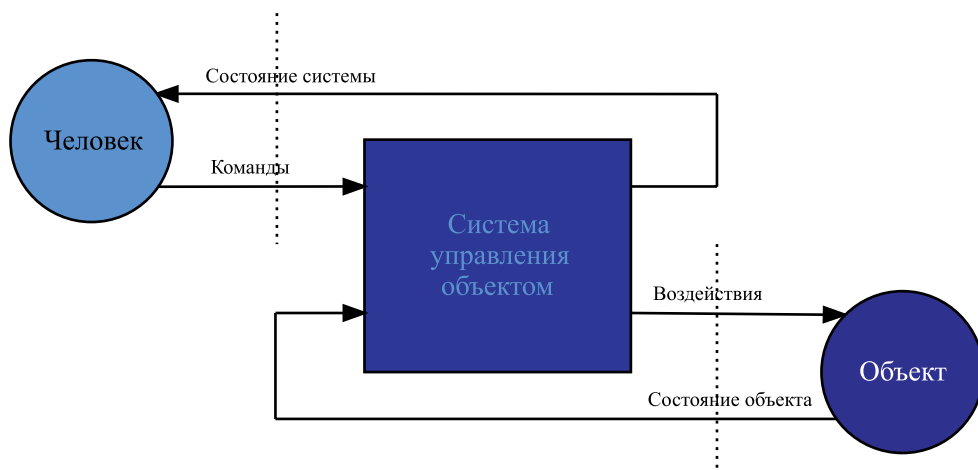 Состояние системы
Человек
Команды
Система
управления
объектом
Воздействия
Объект
Состояние объекта